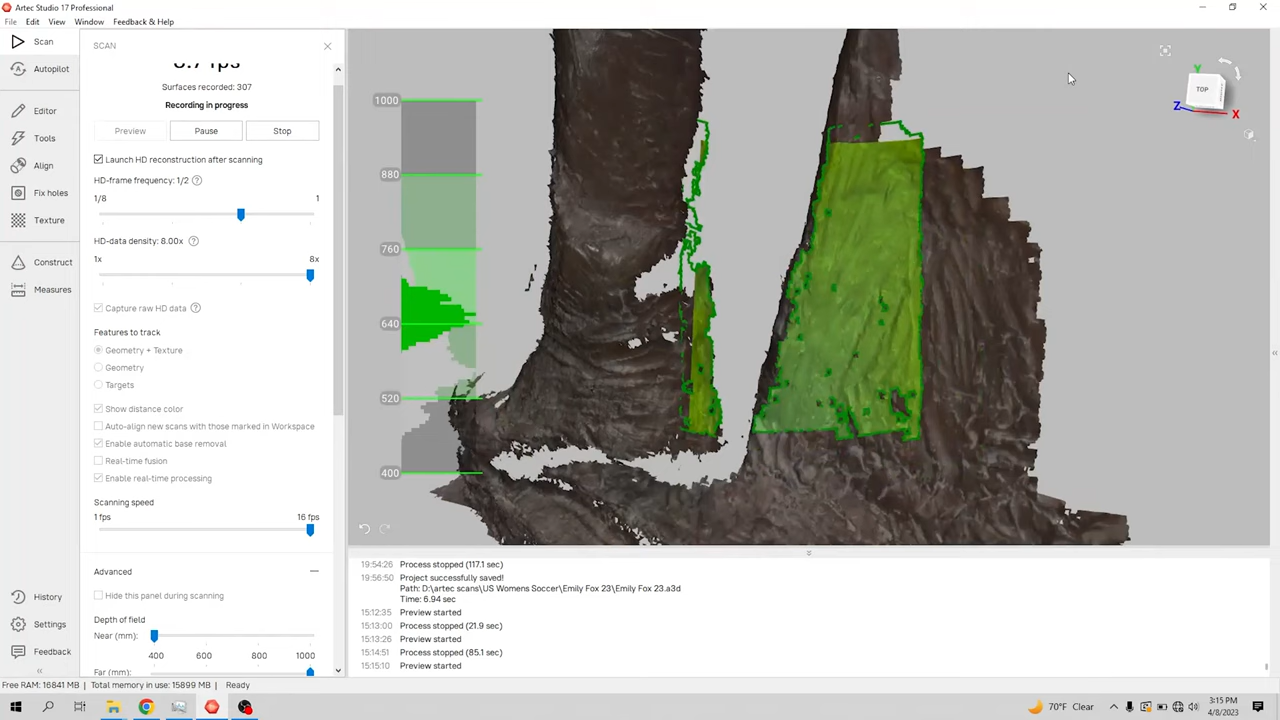 Artec Studio 17 Professional
File Edit View Window Feedback & Help
Scan
Autopilot
Editor
Tools
Align
Fix holes
Texture
Construct
Measures
History
Settings
Feedback
SCAN
8.7 fps
Surfaces recorded: 307
Recording in progress
Preview Pause Stop
Launch HD reconstruction after scanning
HD-frame frequency: 1/2 ?
1/8 1
HD-data density: 8.00x ?
1x 8x
Capture raw HD data ?
Features to track
Geometry + Texture
Geometry
Targets
Show distance color
Auto-align new scans with those marked in Workspace
Enable automatic base removal
Real-time fusion
Enable real-time processing
Scanning speed
1 fps 16 fps
Advanced
Hide this panel during scanning
Depth of field
Near (mm):
400 600 800 1000
Far (mm):
1000
880
760
640
520
400
Y
TOP
Z X
19:54:26 Process stopped (117.1 sec)
19:56:50 Project successfully saved!
Path: D:\artec scans\US Womens Soccer\Emily Fox 23\Emily Fox 23.a3d
Time: 6.94 sec
15:12:35 Preview started
15:13:00 Process stopped (21.9 sec)
15:13:26 Preview started
15:14:51 Process stopped (85.1 sec)
15:15:10 Preview started
Free RAM: 16841 MB | Total memory in use: 15899 MB | Ready
70°F Clear
3:15 PM
4/8/2023